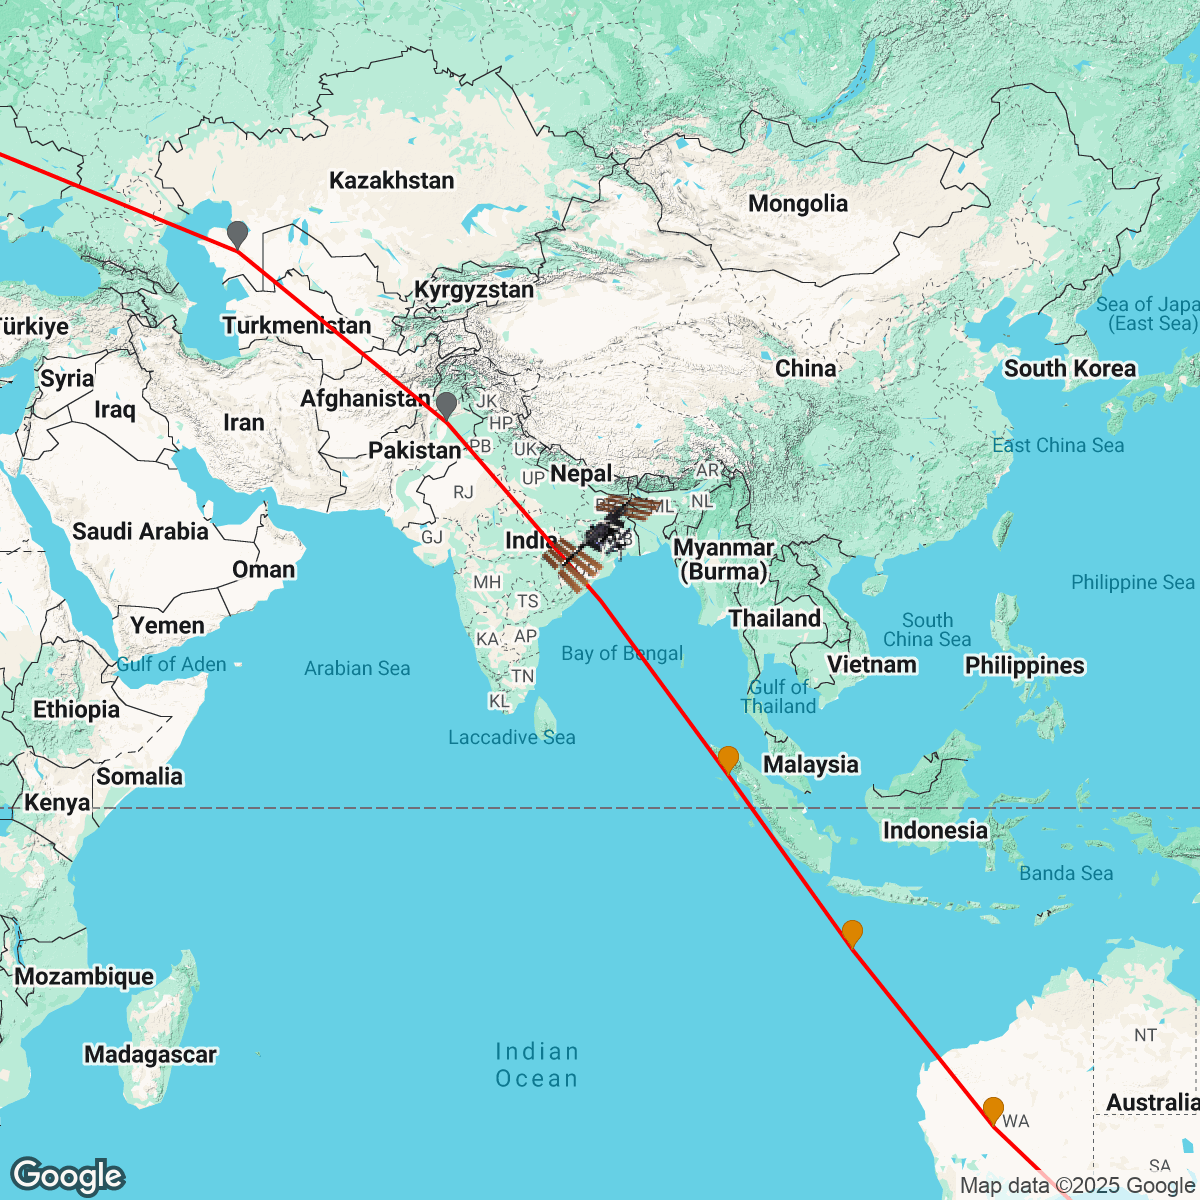 Kazakhstan
Mongolia
Kyrgyzstan
Sea of Japa
(East Sea)
Türkiye
Turkmenistan
South Korea
China
Syria
Afghanistan
JK
Iraq
Iran
HP
East China Sea
Pakistan
PB
UK
Nepal
AR
UP
RJ
NL
ML
Saudi Arabia
GJ
India
Myanmar
(Burma)
Oman
MH
Philippine Sea
TS
Thailand
South
China Sea
Yemen
KA
AP
Bay of Bengal
Gulf of Aden
Arabian Sea
Vietnam
Philippines
TN
Gulf of
Thailand
KL
Ethiopia
Laccadive Sea
Malaysia
Somalia
Kenya
Indonesia
Banda Sea
Mozambique
NT
Madagascar
Indian
Ocean
Australia
WA
SA
Google
Map data ©2025 Google